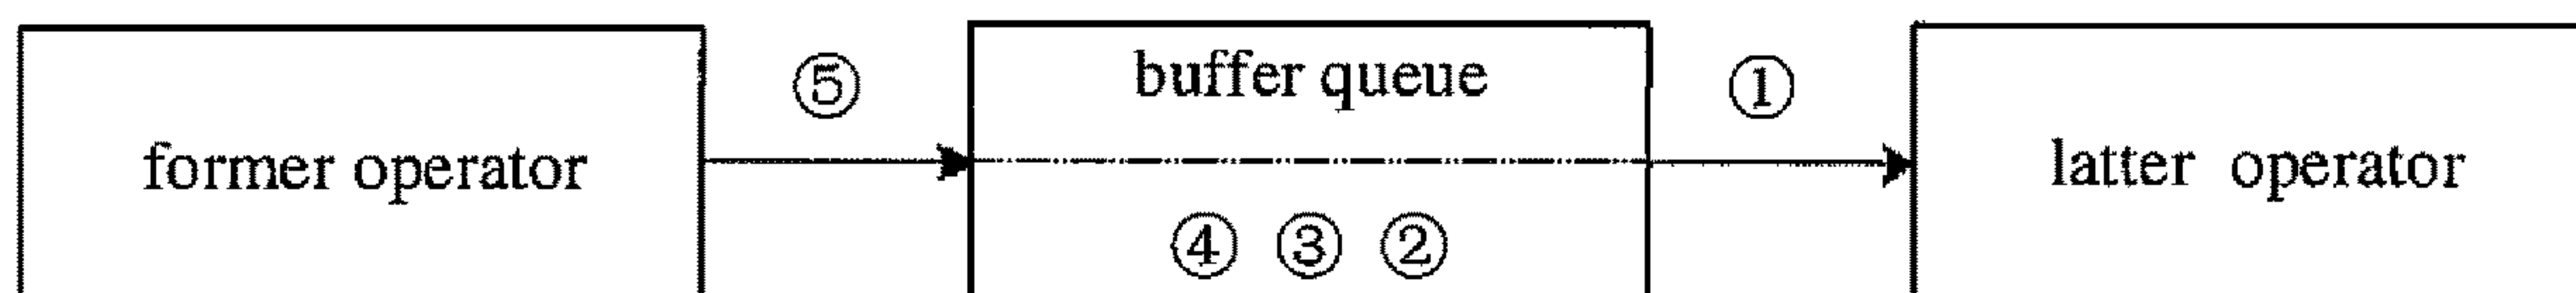 ⑤ buffer queue ①
former operator latter operator
④ ③ ②